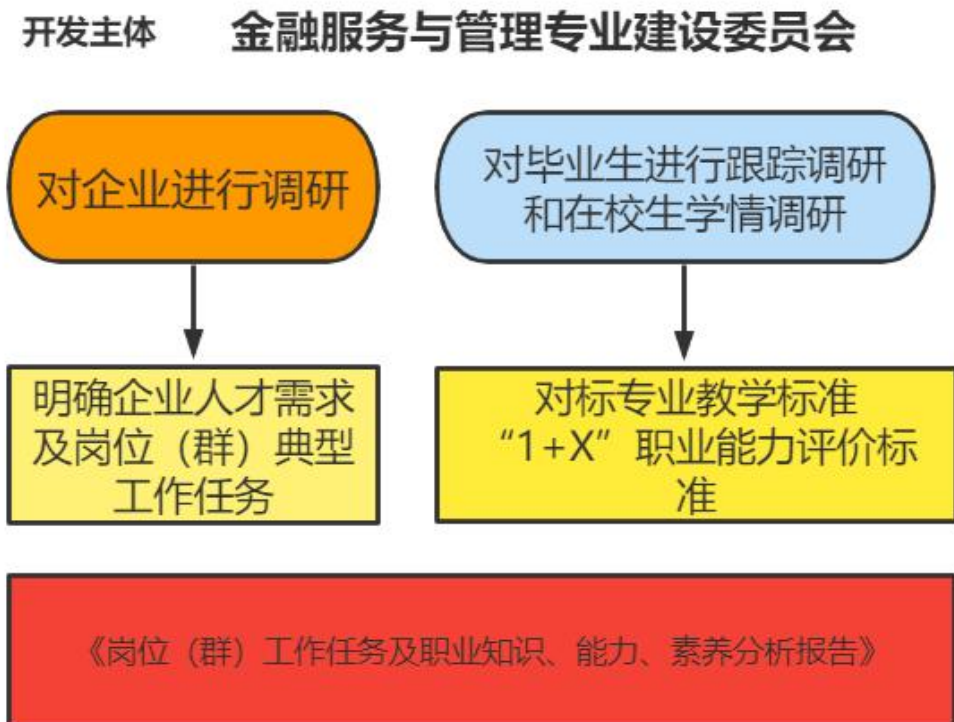 开发主体 金融服务与管理专业建设委员会
对企业进行调研
对毕业生进行跟踪调研
和在校生学情调研
明确企业人才需求
及岗位（群）典型
工作任务
对标专业教学标准
“1+X”职业能力评价标
准
《岗位（群）工作任务及职业知识、能力、素养分析报告》